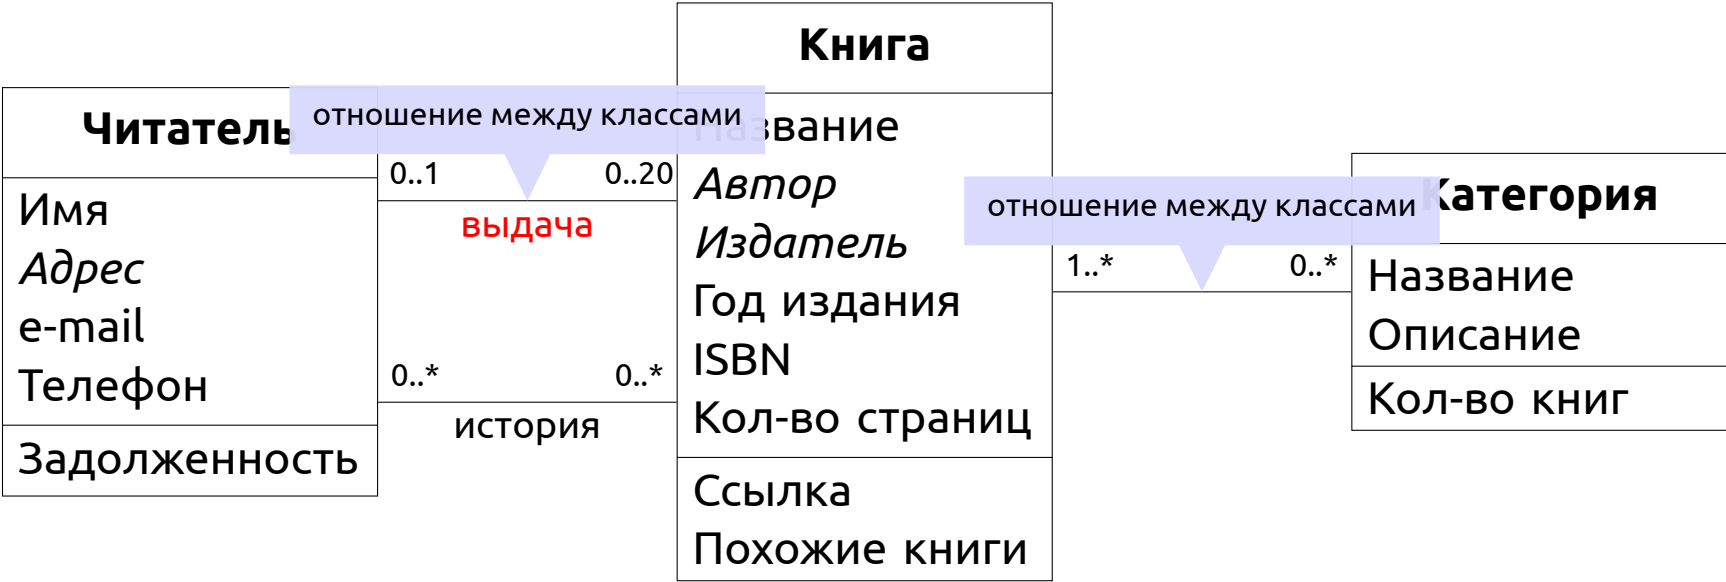 Читатель
Имя
Адрес
e-mail
Телефон
Задолженность
отношение между классами
0..1 0..20
выдача
0..* 0..*
история
Книга
Название
Автор
Издатель
Год издания
ISBN
Кол-во страниц
Ссылка
Похожие книги
отношение между классами
1..* 0..*
Категория
Название
Описание
Кол-во книг